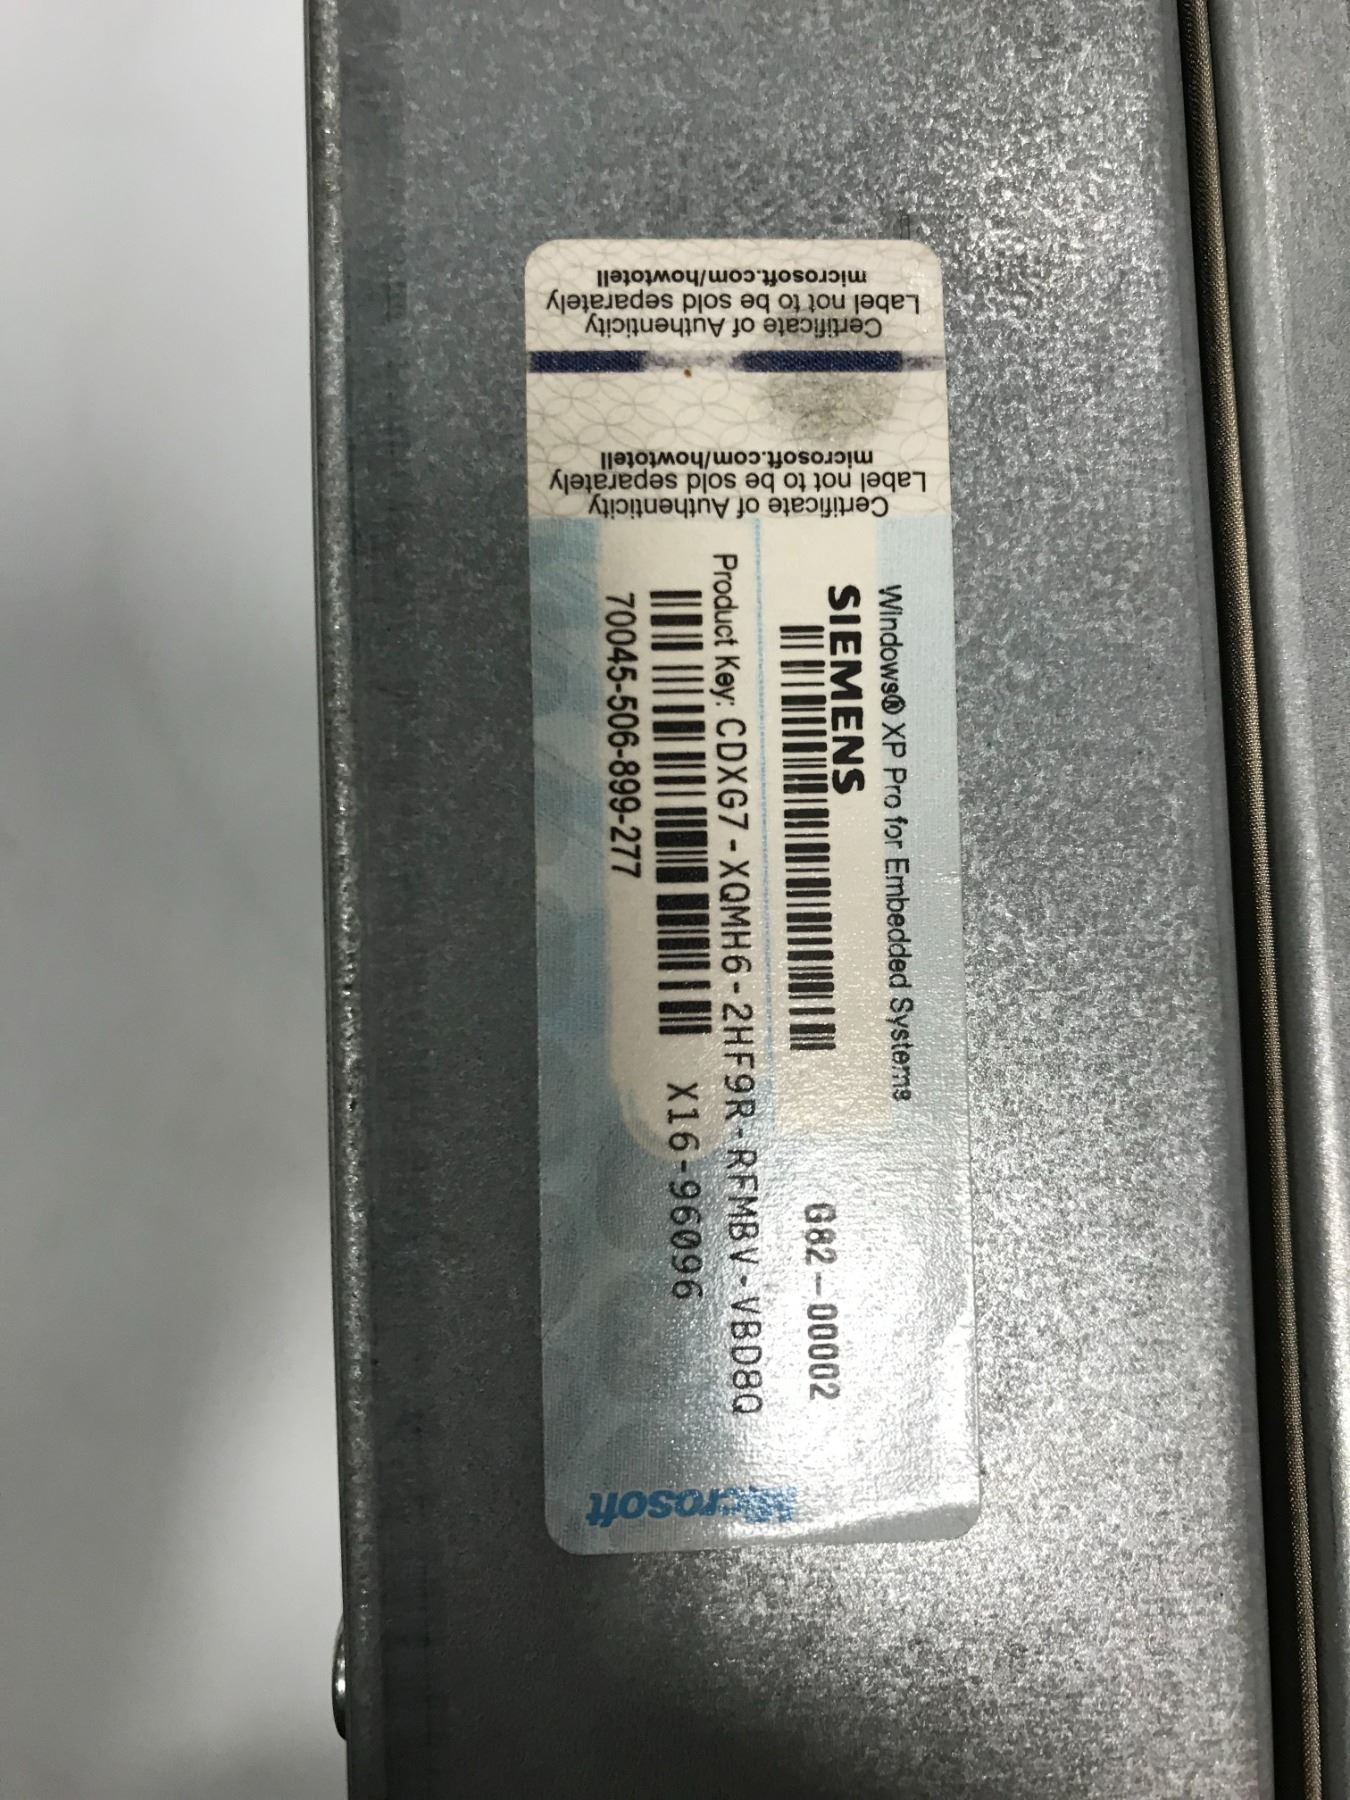 Windows® XP Pro for Embedded Systems
SIEMENS
G82-00002
Product Key: CDXG7-XQMH6-2HF9R-RFMBV-VBD8Q
X16-96096
70045-506-899-277
Certificate of Authenticity
Label not to be sold separately
microsoft.com/howtotell
Certificate of Authenticity
Label not to be sold separately
microsoft.com/howtotell
Microsoft